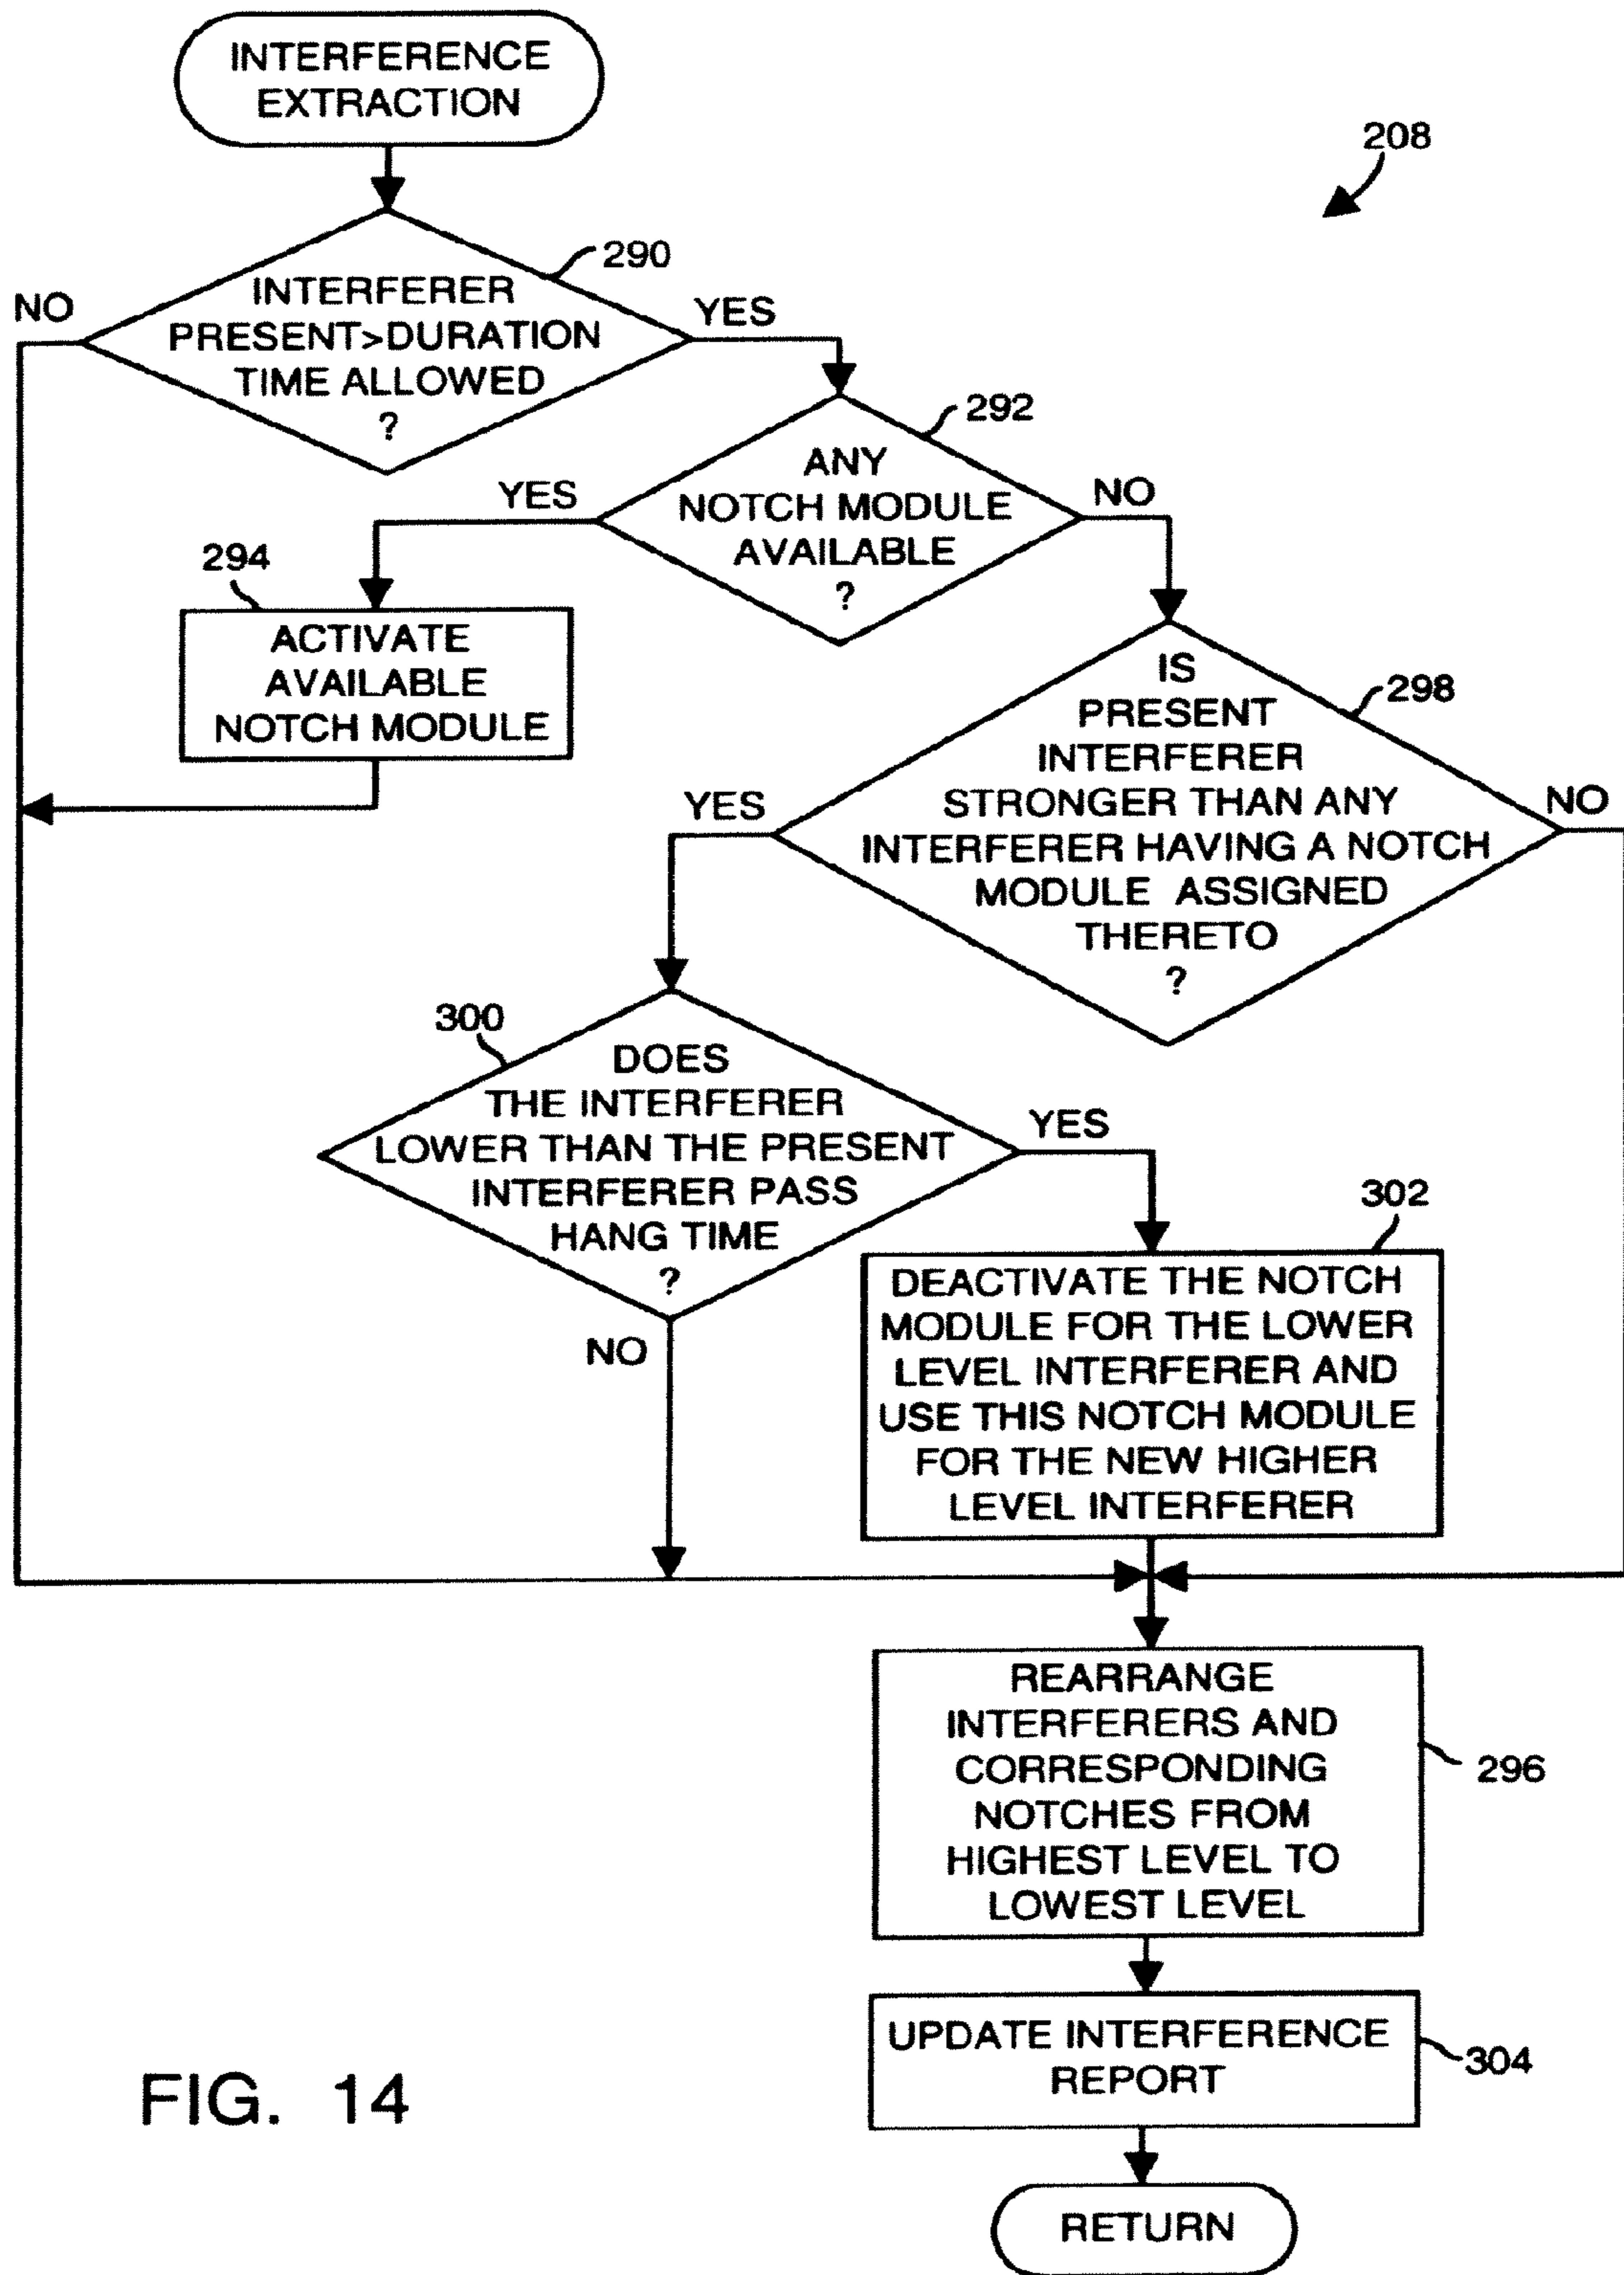 INTERFERENCE
EXTRACTION
208
290
NO
INTERFERER
PRESENT>DURATION
TIME ALLOWED
?
YES
292
ANY
NOTCH MODULE
AVAILABLE
?
YES
NO
294
ACTIVATE
AVAILABLE
NOTCH MODULE
298
IS
PRESENT
INTERFERER
STRONGER THAN ANY
INTERFERER HAVING A NOTCH
MODULE ASSIGNED
THERETO
?
YES
NO
300
DOES
THE INTERFERER
LOWER THAN THE PRESENT
INTERFERER PASS
HANG TIME
?
YES
NO
302
DEACTIVATE THE NOTCH
MODULE FOR THE LOWER
LEVEL INTERFERER AND
USE THIS NOTCH MODULE
FOR THE NEW HIGHER
LEVEL INTERFERER
REARRANGE
INTERFERERS AND
CORRESPONDING
NOTCHES FROM
HIGHEST LEVEL TO
LOWEST LEVEL
296
UPDATE INTERFERENCE
REPORT
304
RETURN
FIG. 14